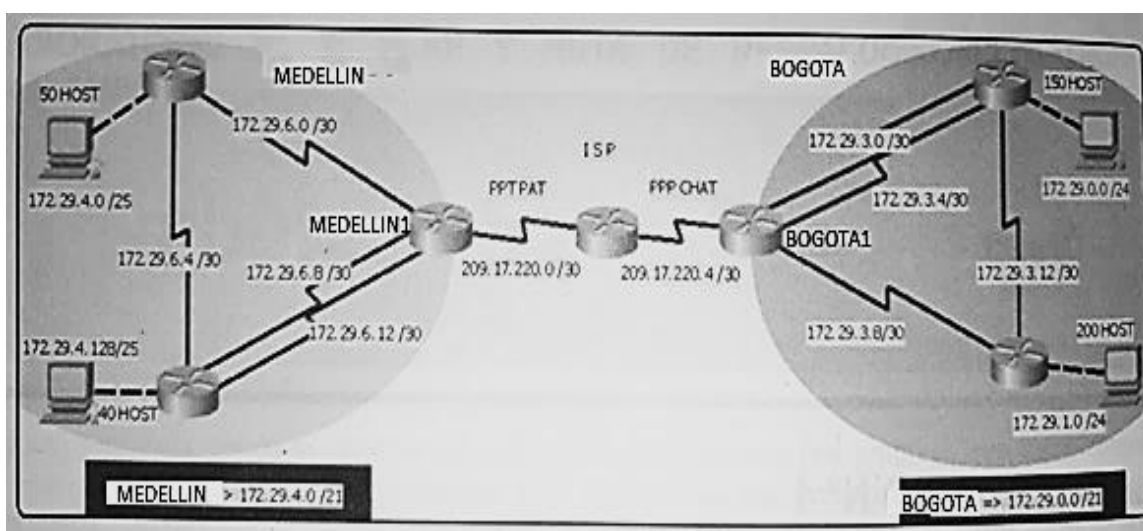 MEDELLIN
BOGOTA
50 HOST
150 HOST
172.29.6.0 /30
172.29.3.0 /30
ISP
172.29.4.0 /25
PPTPAT
PPP CHAT
172.29.3.4/30
172.29.0.0 /24
MEDELLIN1
BOGOTA1
172.29.6.4 /30
172.29.6.8 /30
209.17.220.0 /30
209.17.220.4 /30
172.29.3.12 /30
172.29.6.12 /30
172.29.3.8/30
200 HOST
172.29.4.128/25
40 HOST
172.29.1.0 /24
MEDELLIN > 172.29.4.0 /21
BOGOTA => 172.29.0.0 /21